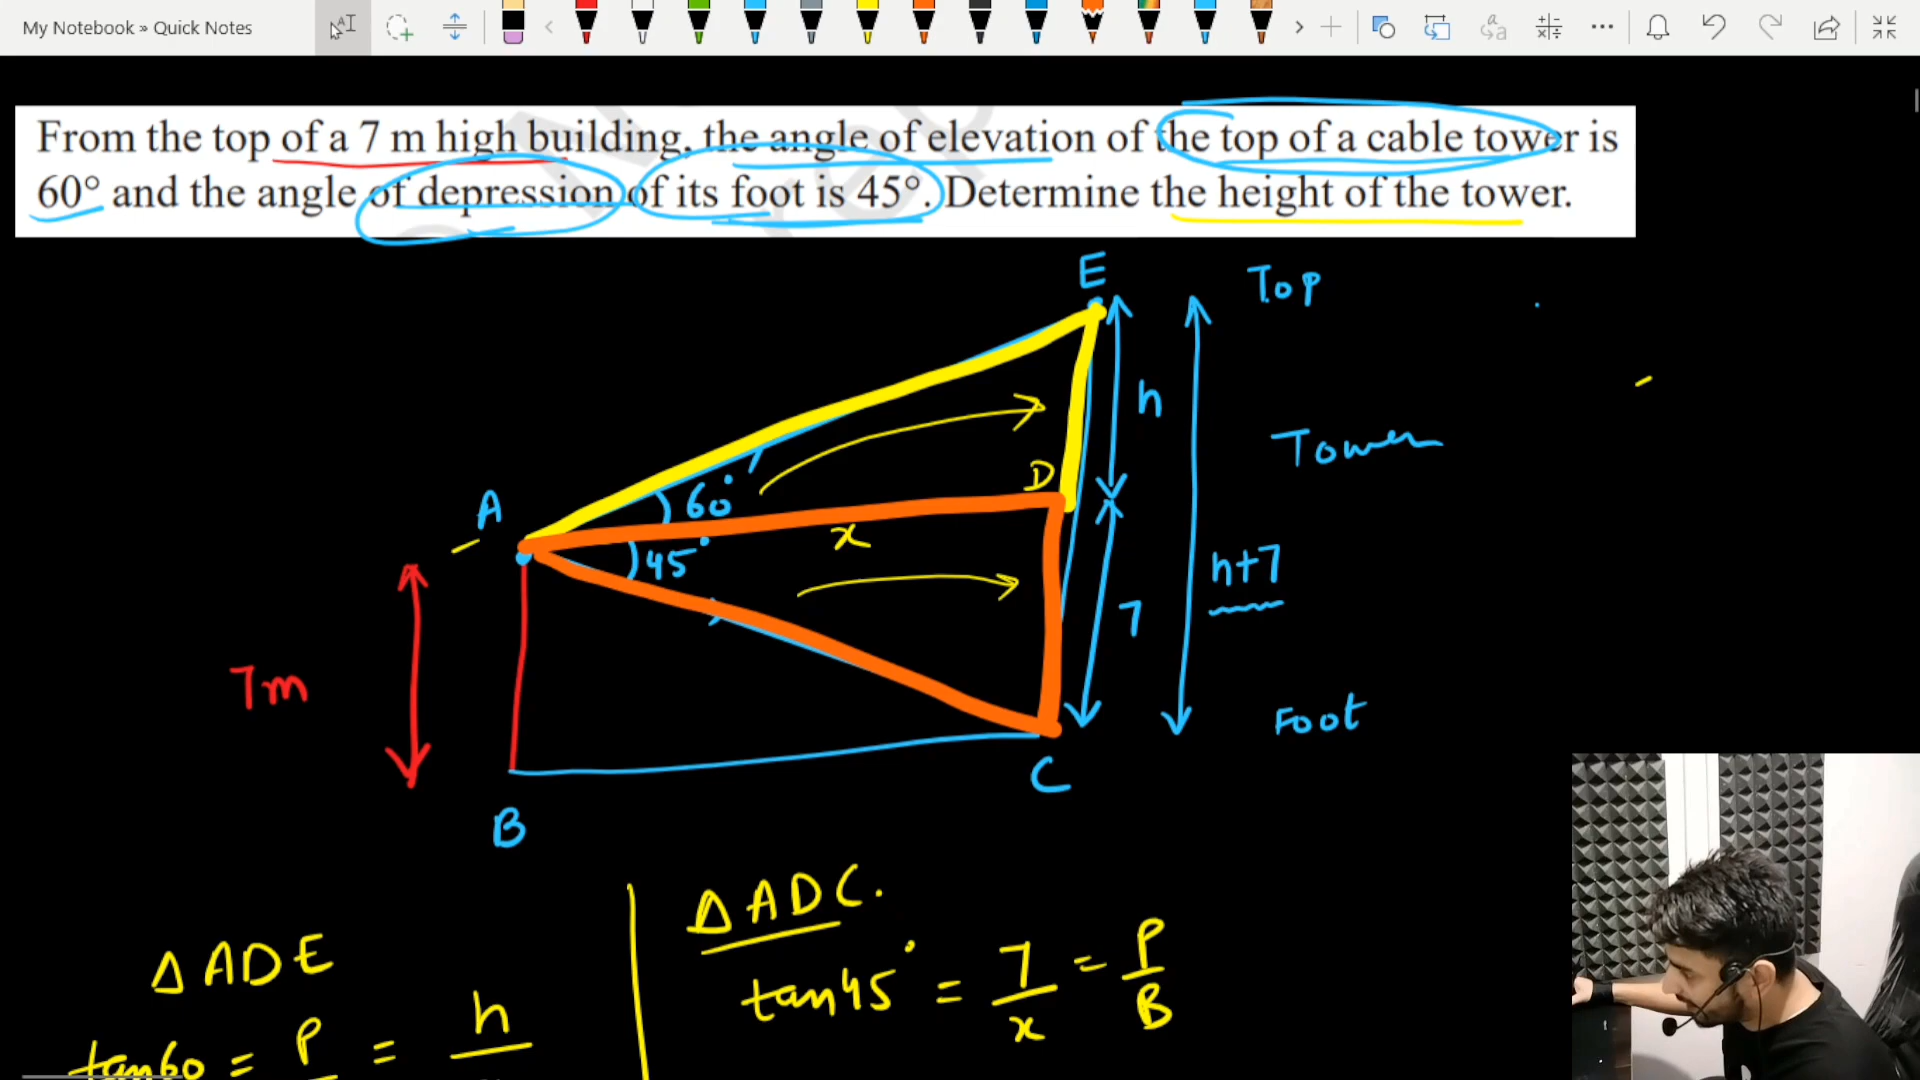 My Notebook » Quick Notes
From the top of a 7 m high building, the angle of elevation of the top of a cable tower is
60° and the angle of depression of its foot is 45°. Determine the height of the tower.
E
Top
h
Tower
D
A
60°
x
45°
h+7
7
7m
Foot
C
B
Δ ADC.
Δ ADE
tan45° = 7/x = P/B
tan60 = P = h